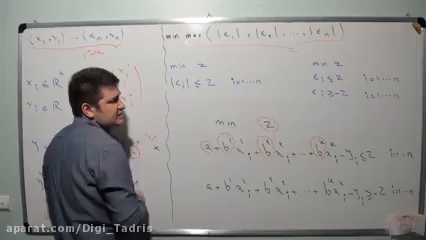 (x₁, y₁) ... (xₙ, yₙ)
xᵢ ∈ ℝᵏ
yᵢ ∈ ℝ
min max ( |e₁| , |e₂| , ... , |eₙ| )
min z
|eᵢ| ≤ z i=1...n
min z
eᵢ ≤ z i=1...n
eᵢ ≥ -z i=1...n
min z
a + b¹x¹ᵢ + b²x²ᵢ + ... + bᵏxᵏᵢ - yᵢ ≤ z i=1...n
a + b¹x¹ᵢ + b²x²ᵢ + ... + bᵏxᵏᵢ - yᵢ ≥ -z i=1...n
aparat.com/Digi_Tadris